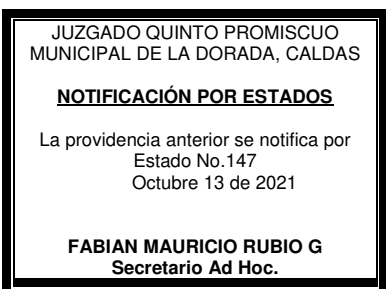 JUZGADO QUINTO PROMISCUO
MUNICIPAL DE LA DORADA, CALDAS
NOTIFICACIÓN POR ESTADOS
La providencia anterior se notifica por
Estado No.147
Octubre 13 de 2021
FABIAN MAURICIO RUBIO G
Secretario Ad Hoc.